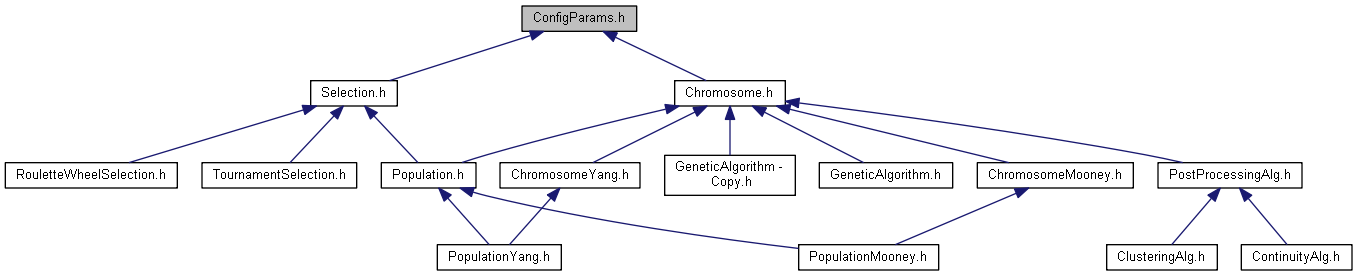 ConfigParams.h
Selection.h
Chromosome.h
RouletteWheelSelection.h
TournamentSelection.h
Population.h
ChromosomeYang.h
GeneticAlgorithm -
Copy.h
GeneticAlgorithm.h
ChromosomeMooney.h
PostProcessingAlg.h
PopulationYang.h
PopulationMooney.h
ClusteringAlg.h
ContinuityAlg.h